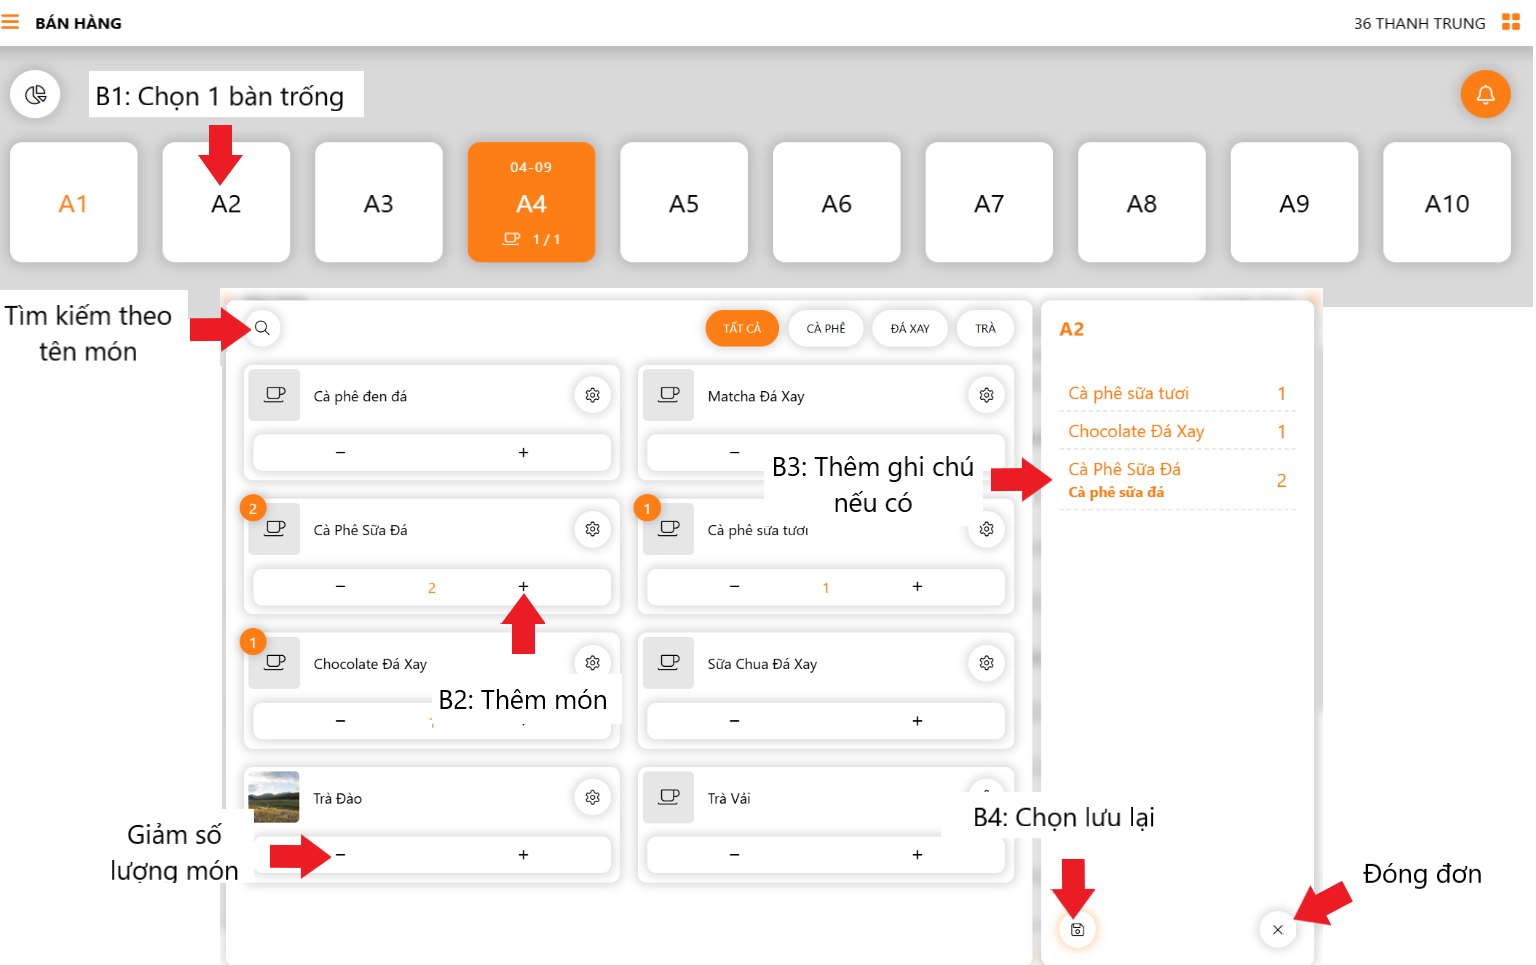 BÁN HÀNG
36 THANH TRUNG
B1: Chọn 1 bàn trống
04-09
A1
A2
A3
A4
A5
A6
A7
A8
A9
A10
1 / 1
Tìm kiếm theo
tên món
TẤT CẢ
CÀ PHÊ
ĐÁ XAY
TRÀ
A2
Cà phê đen đá
Matcha Đá Xay
Cà phê sữa tươi 1
Chocolate Đá Xay 1
Cà Phê Sữa Đá 2
Cà phê sữa đá
− +
−
B3: Thêm ghi chú
nếu có
2
Cà Phê Sữa Đá
1
Cà phê sữa tươi
− 2 +
− 1 +
1
Chocolate Đá Xay
Sữa Chua Đá Xay
B2: Thêm món
−
− +
Trà Đào
Trà Vải
B4: Chọn lưu lại
Giảm số
lượng món
− +
− +
Đóng đơn